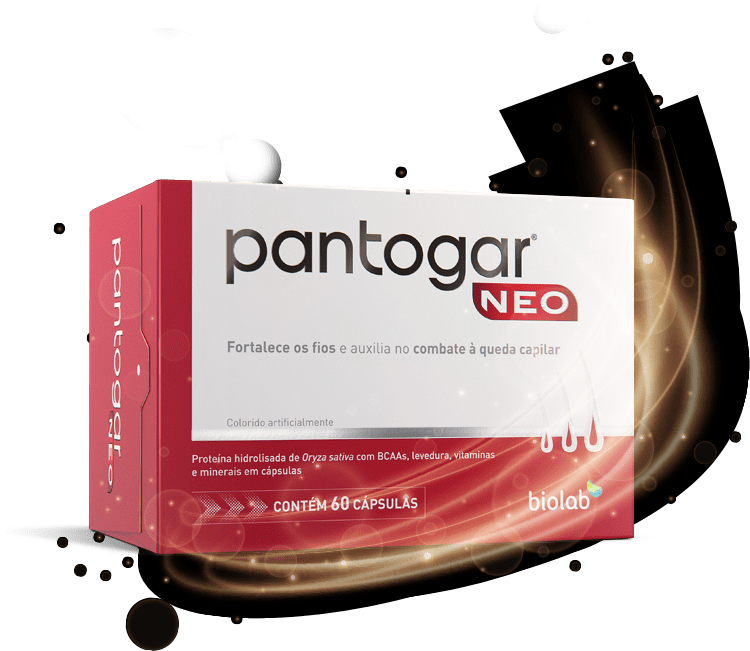 pantogar®
NEO
Fortalece os fios e auxilia no combate à queda capilar
Colorido artificialmente
Proteína hidrolisada de Oryza sativa com BCAAs, levedura, vitaminas
e minerais em cápsulas
CONTÉM 60 CÁPSULAS
biolab
pantogar
NEO